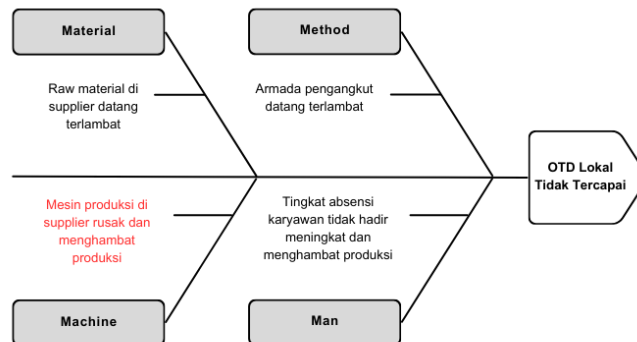 Material
Method
Raw material di
supplier datang
terlambat
Armada pengangkut
datang terlambat
OTD Lokal
Tidak Tercapai
Mesin produksi di
supplier rusak dan
menghambat
produksi
Tingkat absensi
karyawan tidak hadir
meningkat dan
menghambat produksi
Machine
Man